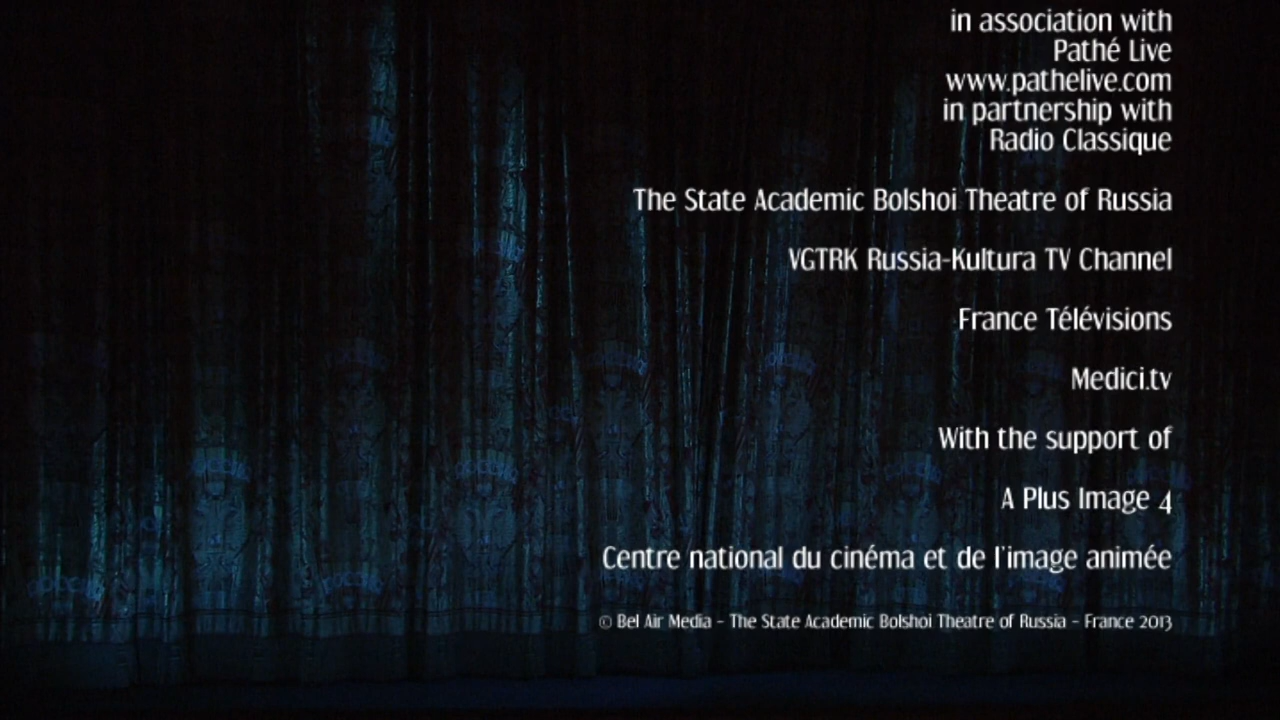 in association with
Pathé Live
www.pathelive.com
in partnership with
Radio Classique
The State Academic Bolshoi Theatre of Russia
VGTRK Russia-Kultura TV Channel
France Télévisions
Medici.tv
With the support of
A Plus Image 4
Centre national du cinéma et de l'image animée
© Bel Air Media - The State Academic Bolshoi Theatre of Russia - France 2013